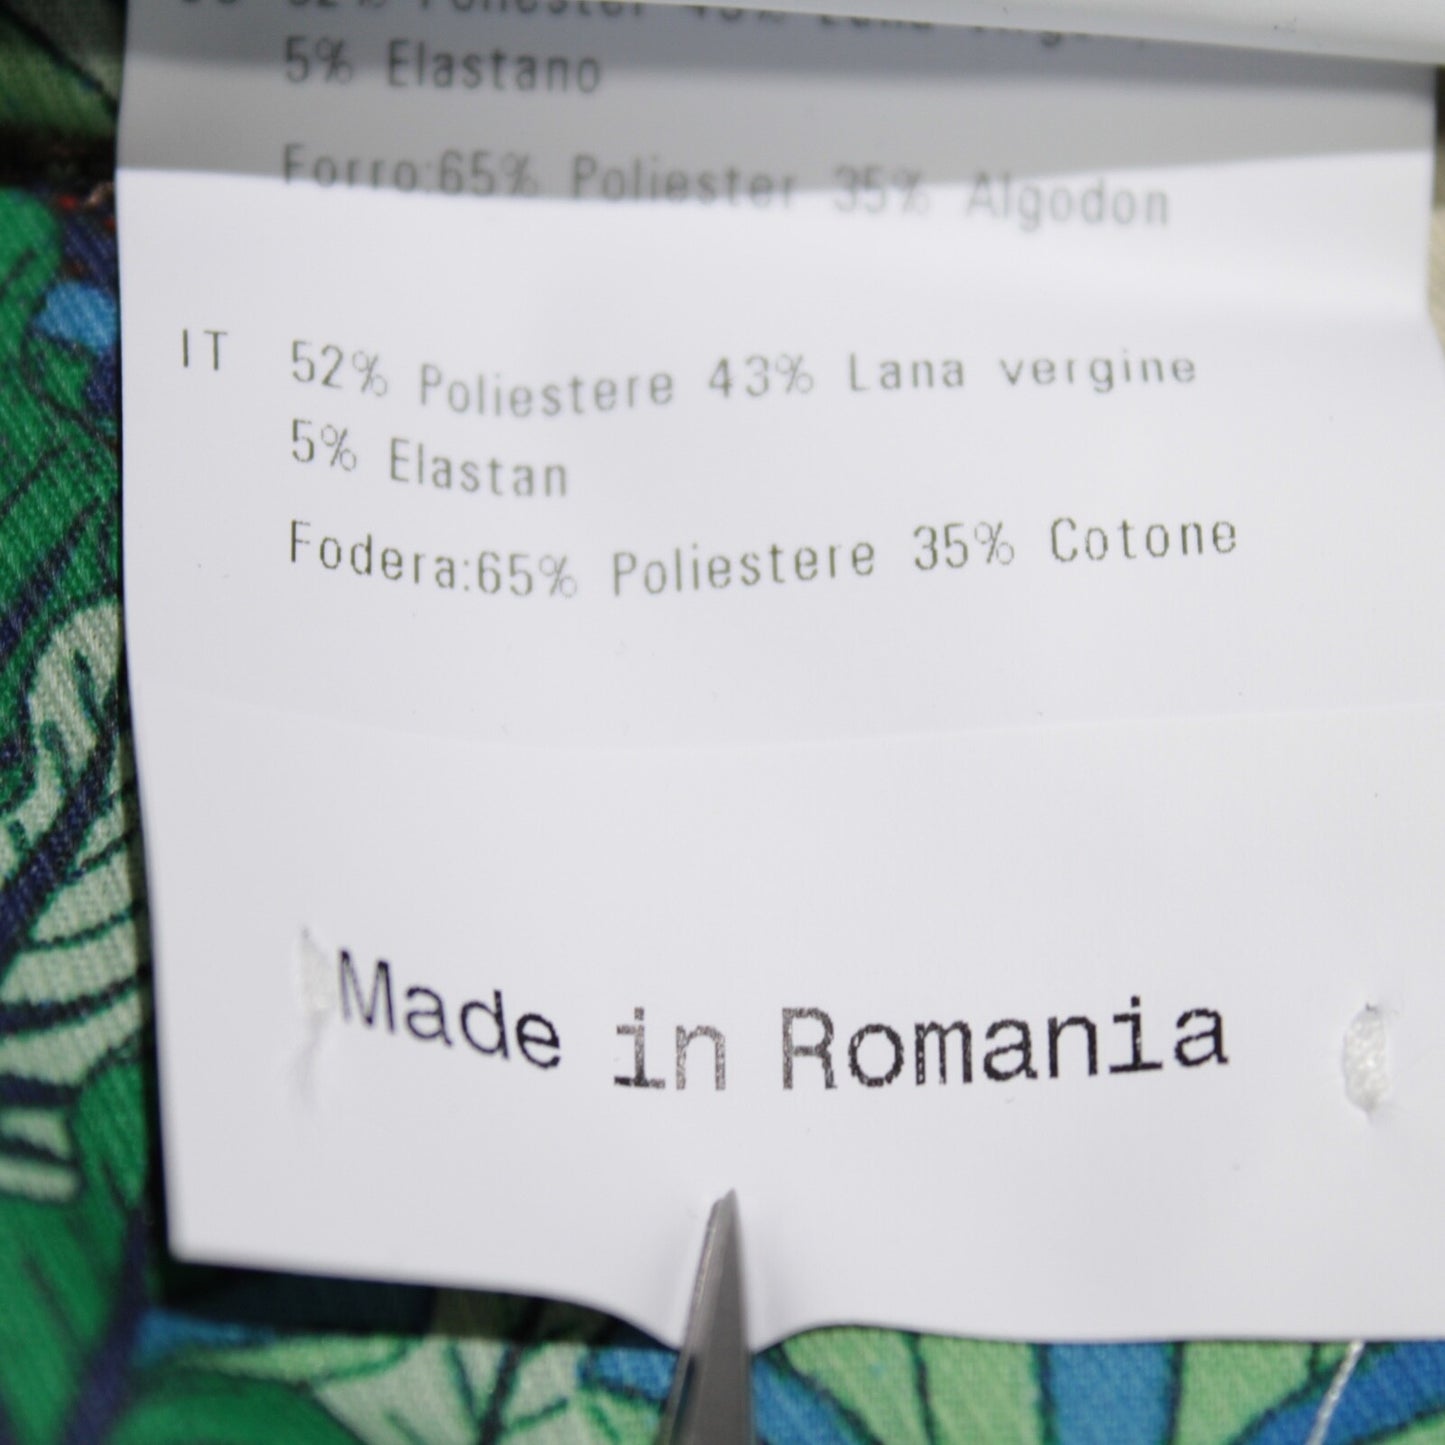 5% Elastano
Forro:65% Poliester 35% Algodon
IT 52% Poliestere 43% Lana vergine
5% Elastan
Fodera:65% Poliestere 35% Cotone
Made in Romania